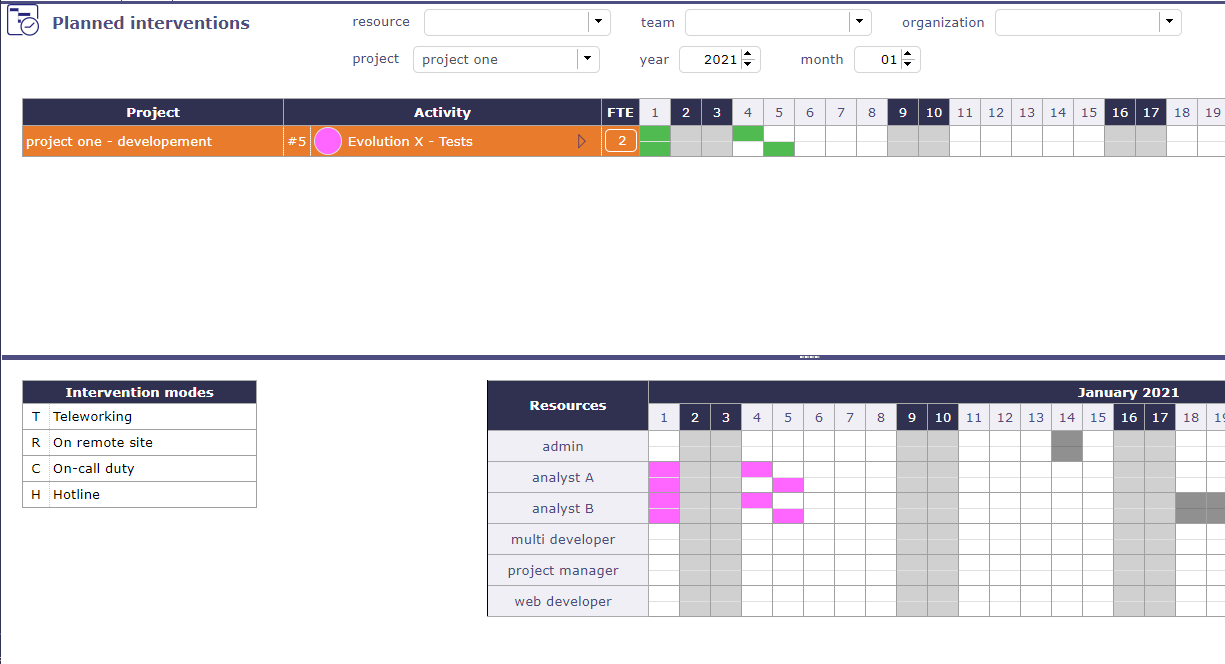 Planned interventions resource team organization
project project one year 2021 month 01
Project Activity FTE 1 2 3 4 5 6 7 8 9 10 11 12 13 14 15 16 17 18 19
project one - developement #5 Evolution X - Tests 2
Intervention modes
T Teleworking
R On remote site
C On-call duty
H Hotline
Resources January 2021
1 2 3 4 5 6 7 8 9 10 11 12 13 14 15 16 17 18
admin
analyst A
analyst B
multi developer
project manager
web developer